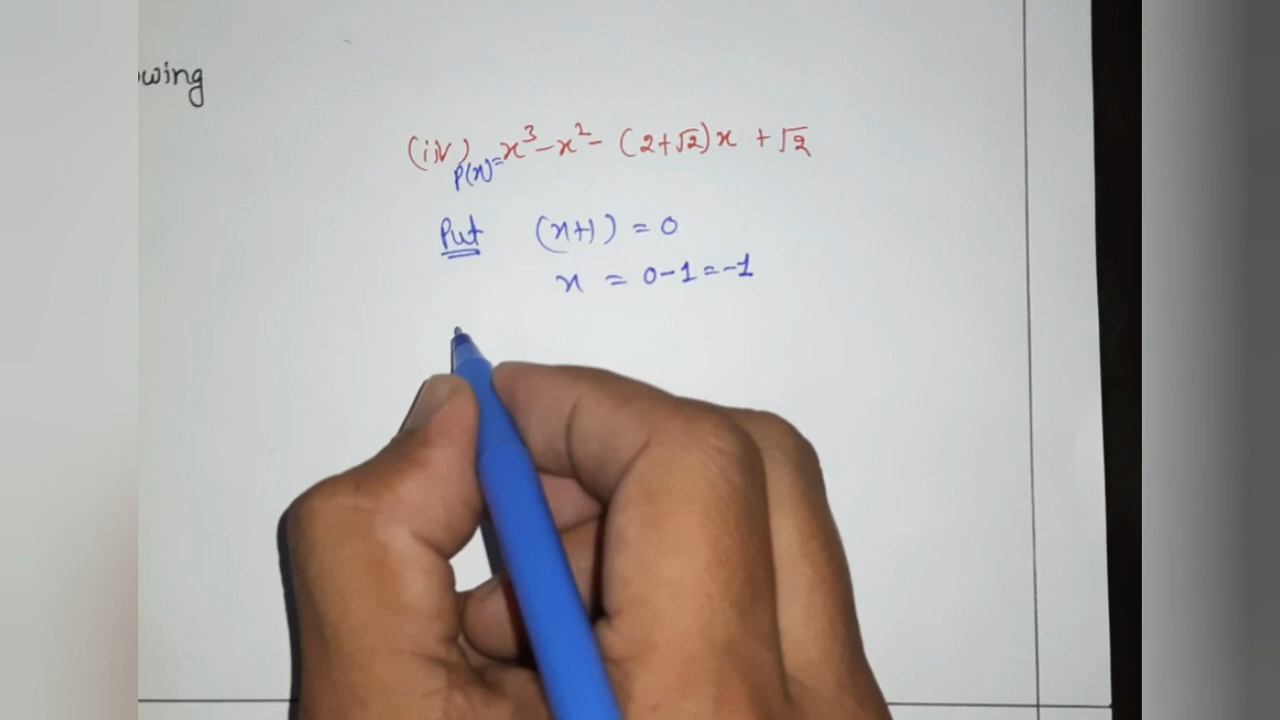 owing
(iv) x³-x²- (2+√2)x +√2
P(x)=
Put (x+1) = 0
x = 0-1=-1